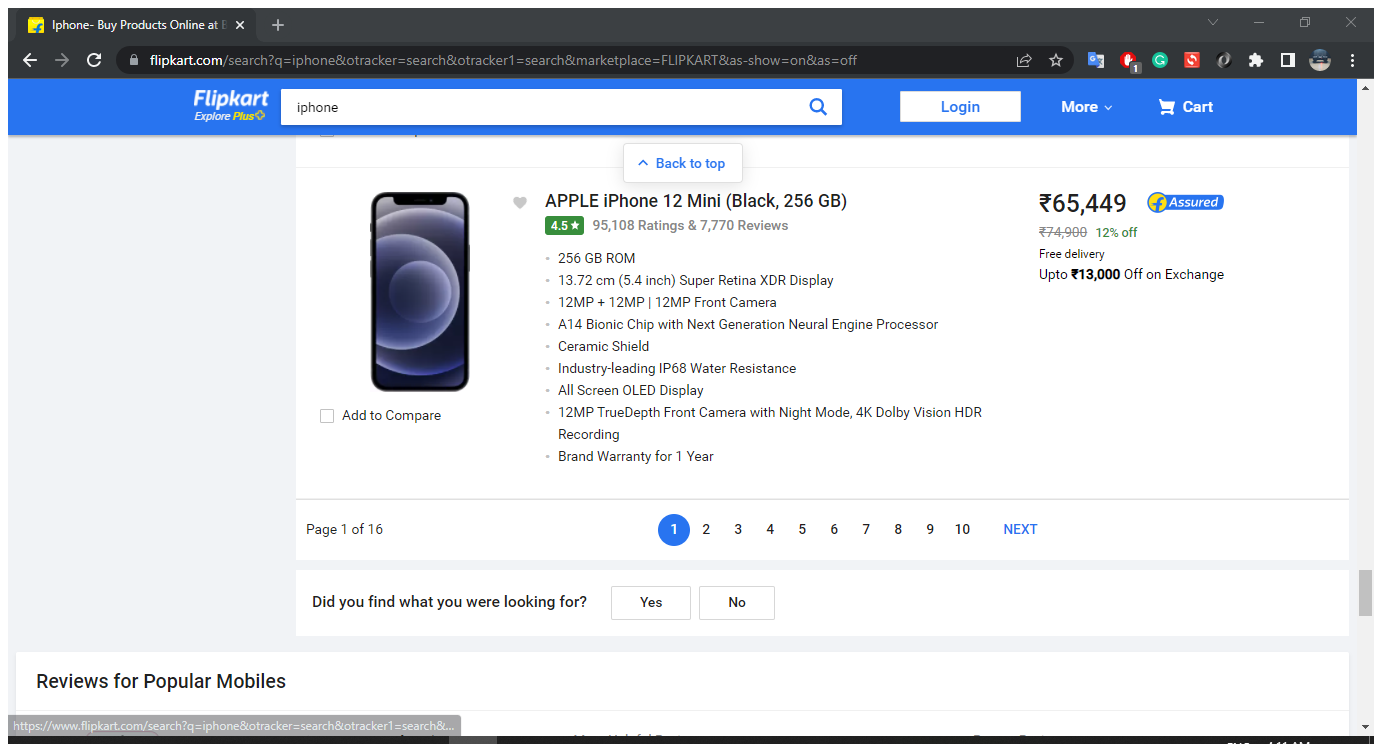 Iphone- Buy Products Online at
flipkart.com/search?q=iphone&otracker=search&otracker1=search&marketplace=FLIPKART&as-show=on&as=off
1
Flipkart
Explore Plus
iphone
Login
More
Cart
Back to top
APPLE iPhone 12 Mini (Black, 256 GB)
4.5★ 95,108 Ratings & 7,770 Reviews
256 GB ROM
13.72 cm (5.4 inch) Super Retina XDR Display
12MP + 12MP | 12MP Front Camera
A14 Bionic Chip with Next Generation Neural Engine Processor
Ceramic Shield
Industry-leading IP68 Water Resistance
All Screen OLED Display
12MP TrueDepth Front Camera with Night Mode, 4K Dolby Vision HDR
Recording
Brand Warranty for 1 Year
₹65,449 Assured
₹74,900 12% off
Free delivery
Upto ₹13,000 Off on Exchange
Add to Compare
Page 1 of 16
1 2 3 4 5 6 7 8 9 10 NEXT
Did you find what you were looking for? Yes No
Reviews for Popular Mobiles
https://www.flipkart.com/search?q=iphone&otracker=search&otracker1=search&...